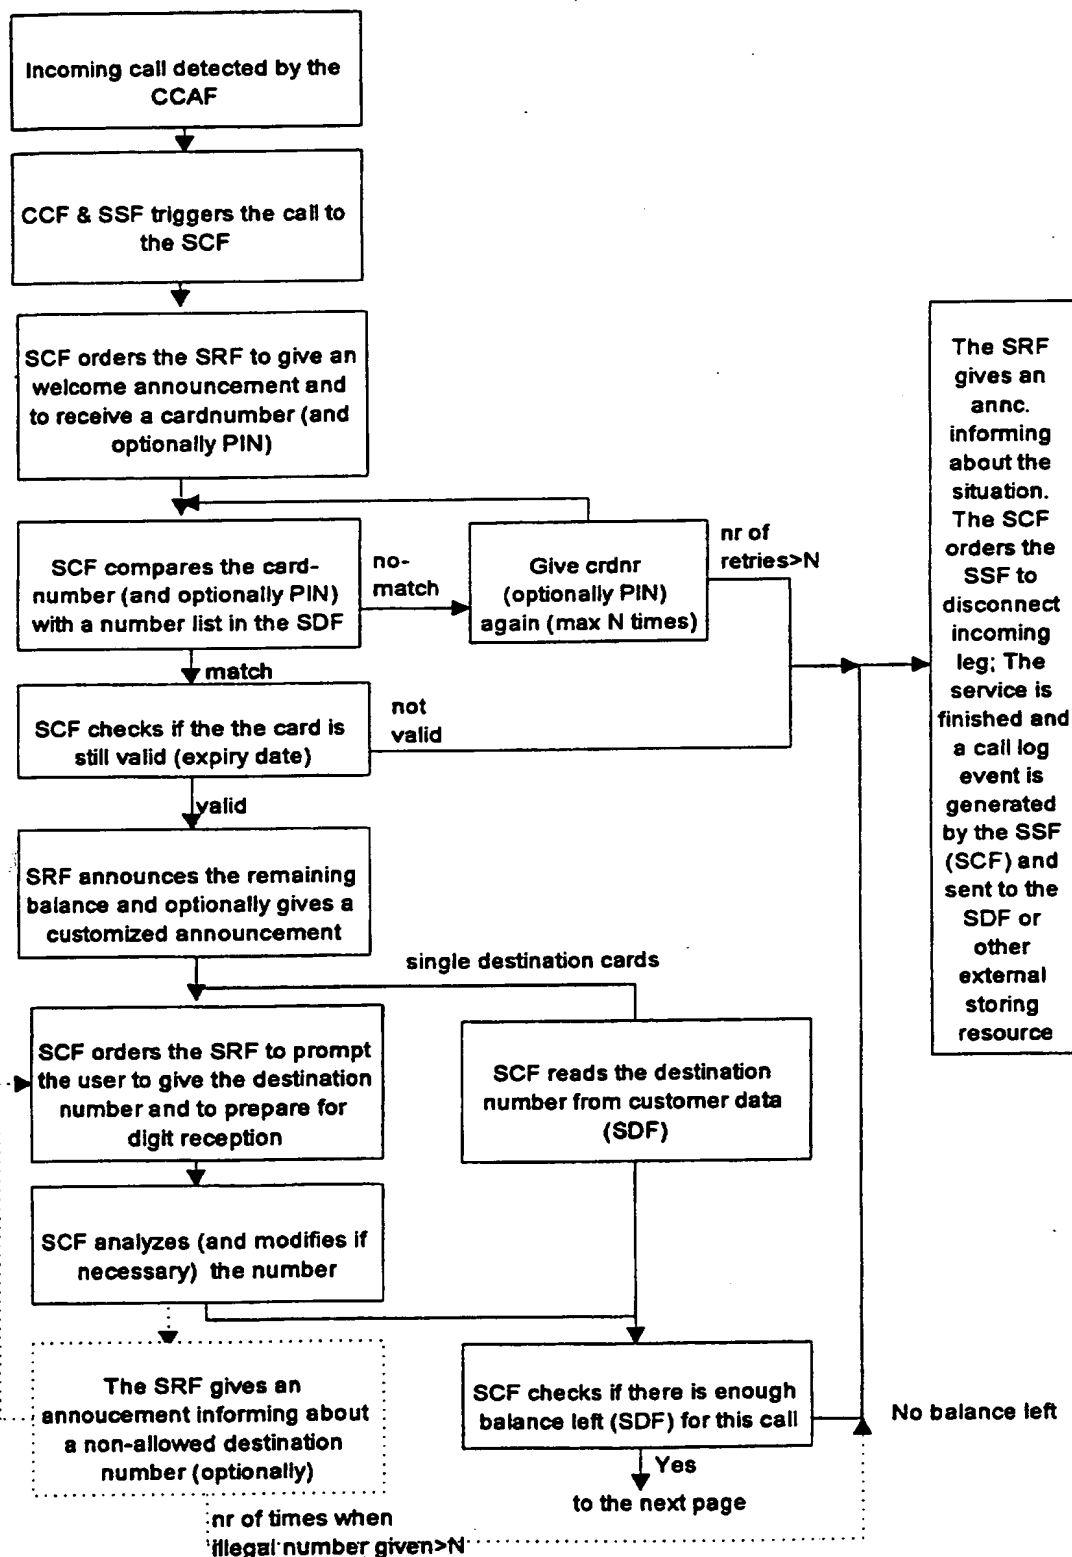 Incoming call detected by the
CCAF
CCF & SSF triggers the call to
the SCF
SCF orders the SRF to give an
welcome announcement and
to receive a cardnumber (and
optionally PIN)
SCF compares the card-
number (and optionally PIN)
with a number list in the SDF
no-
match
Give crdnr
(optionally PIN)
again (max N times)
nr of
retries>N
match
SCF checks if the the card is
still valid (expiry date)
not
valid
valid
SRF announces the remaining
balance and optionally gives a
customized announcement
single destination cards
SCF orders the SRF to prompt
the user to give the destination
number and to prepare for
digit reception
SCF reads the destination
number from customer data
(SDF)
SCF analyzes (and modifies if
necessary) the number
The SRF gives an
annoucement informing about
a non-allowed destination
number (optionally)
SCF checks if there is enough
balance left (SDF) for this call
No balance left
Yes
to the next page
nr of times when
illegal number given>N
The SRF
gives an
annc.
informing
about the
situation.
The SCF
orders the
SSF to
disconnect
incoming
leg; The
service is
finished and
a call log
event is
generated
by the SSF
(SCF) and
sent to the
SDF or
other
external
storing
resource